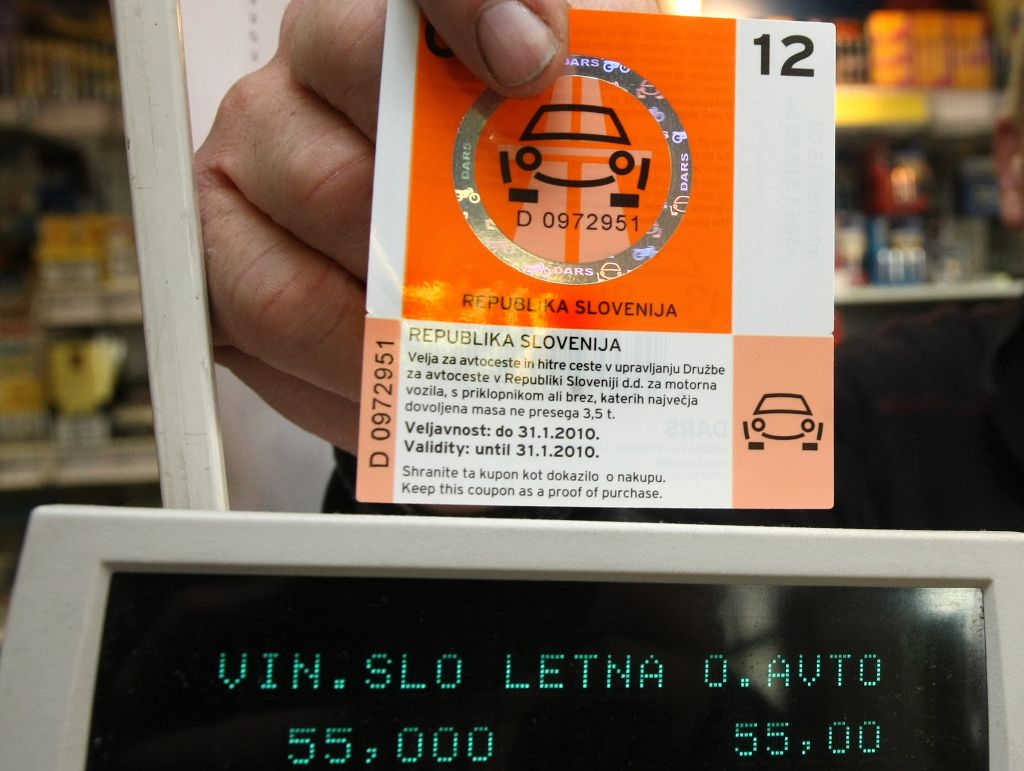 12
DARS
DARS
DARS
D 0972951
DARS
REPUBLIKA SLOVENIJA
D 0972951
REPUBLIKA SLOVENIJA
Velja za avtoceste in hitre ceste v upravljanju Družbe
za avtoceste v Republiki Sloveniji d.d. za motorna
vozila, s priklopnikom ali brez, katerih največja
dovoljena masa ne presega 3,5 t.
Veljavnost: do 31.1.2010.
Validity: until 31.1.2010.
Shranite ta kupon kot dokazilo o nakupu.
Keep this coupon as a proof of purchase.
VIN.SLO LETNA O.AVTO
55,000 55,00